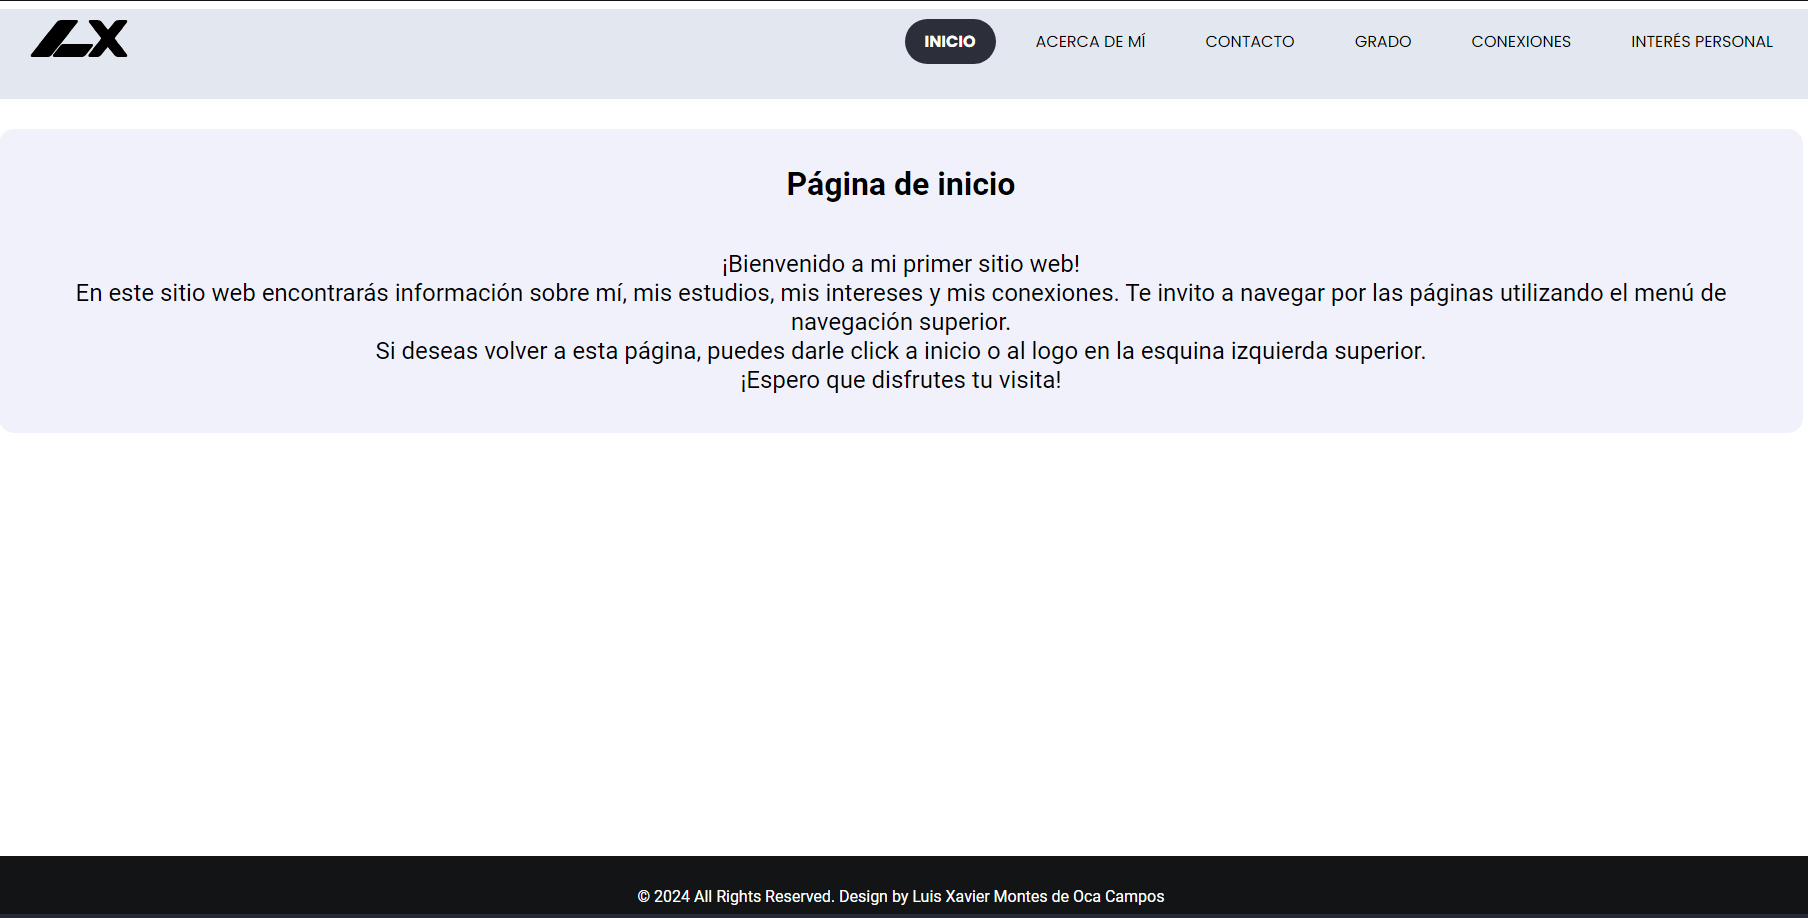 LX
INICIO ACERCA DE MÍ CONTACTO GRADO CONEXIONES INTERÉS PERSONAL
Página de inicio
¡Bienvenido a mi primer sitio web!
En este sitio web encontrarás información sobre mí, mis estudios, mis intereses y mis conexiones. Te invito a navegar por las páginas utilizando el menú de
navegación superior.
Si deseas volver a esta página, puedes darle click a inicio o al logo en la esquina izquierda superior.
¡Espero que disfrutes tu visita!
© 2024 All Rights Reserved. Design by Luis Xavier Montes de Oca Campos